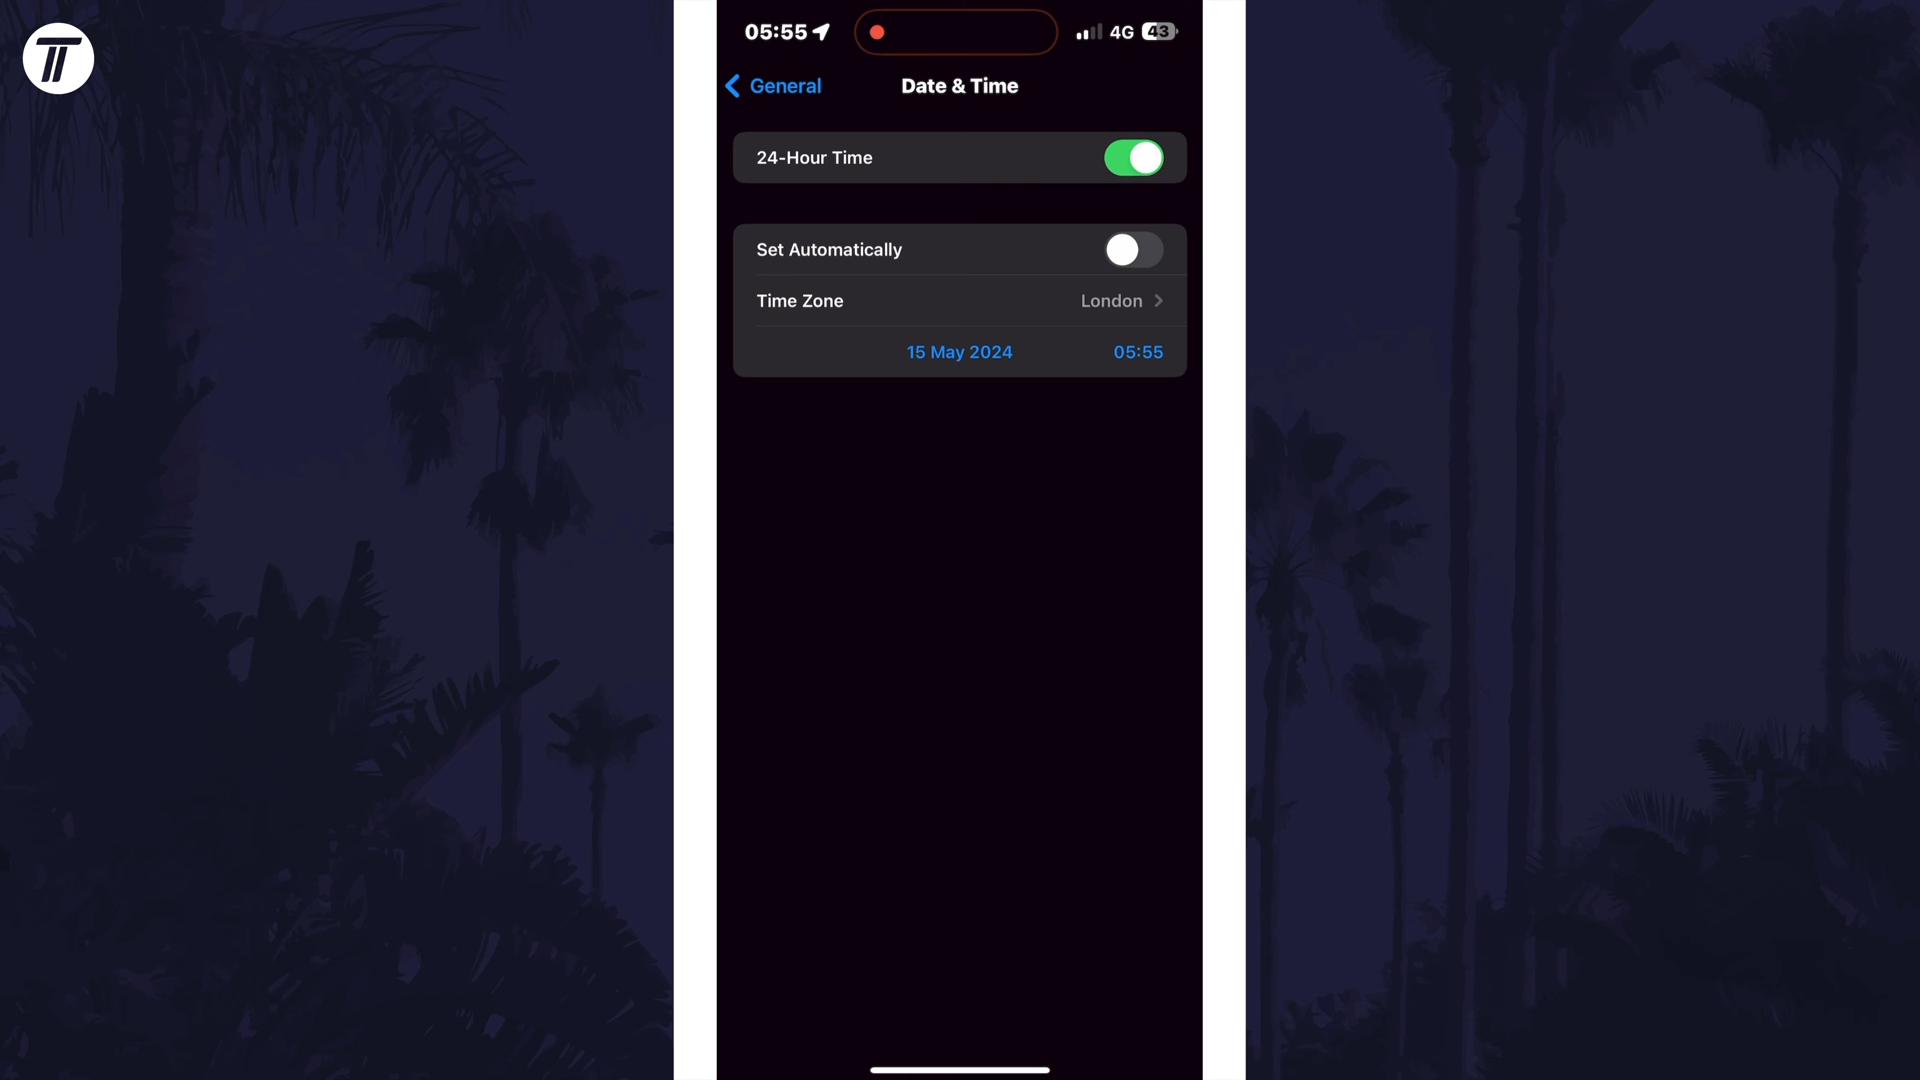 05:55 4G 43
General Date & Time
24-Hour Time
Set Automatically
Time Zone London
15 May 2024 05:55